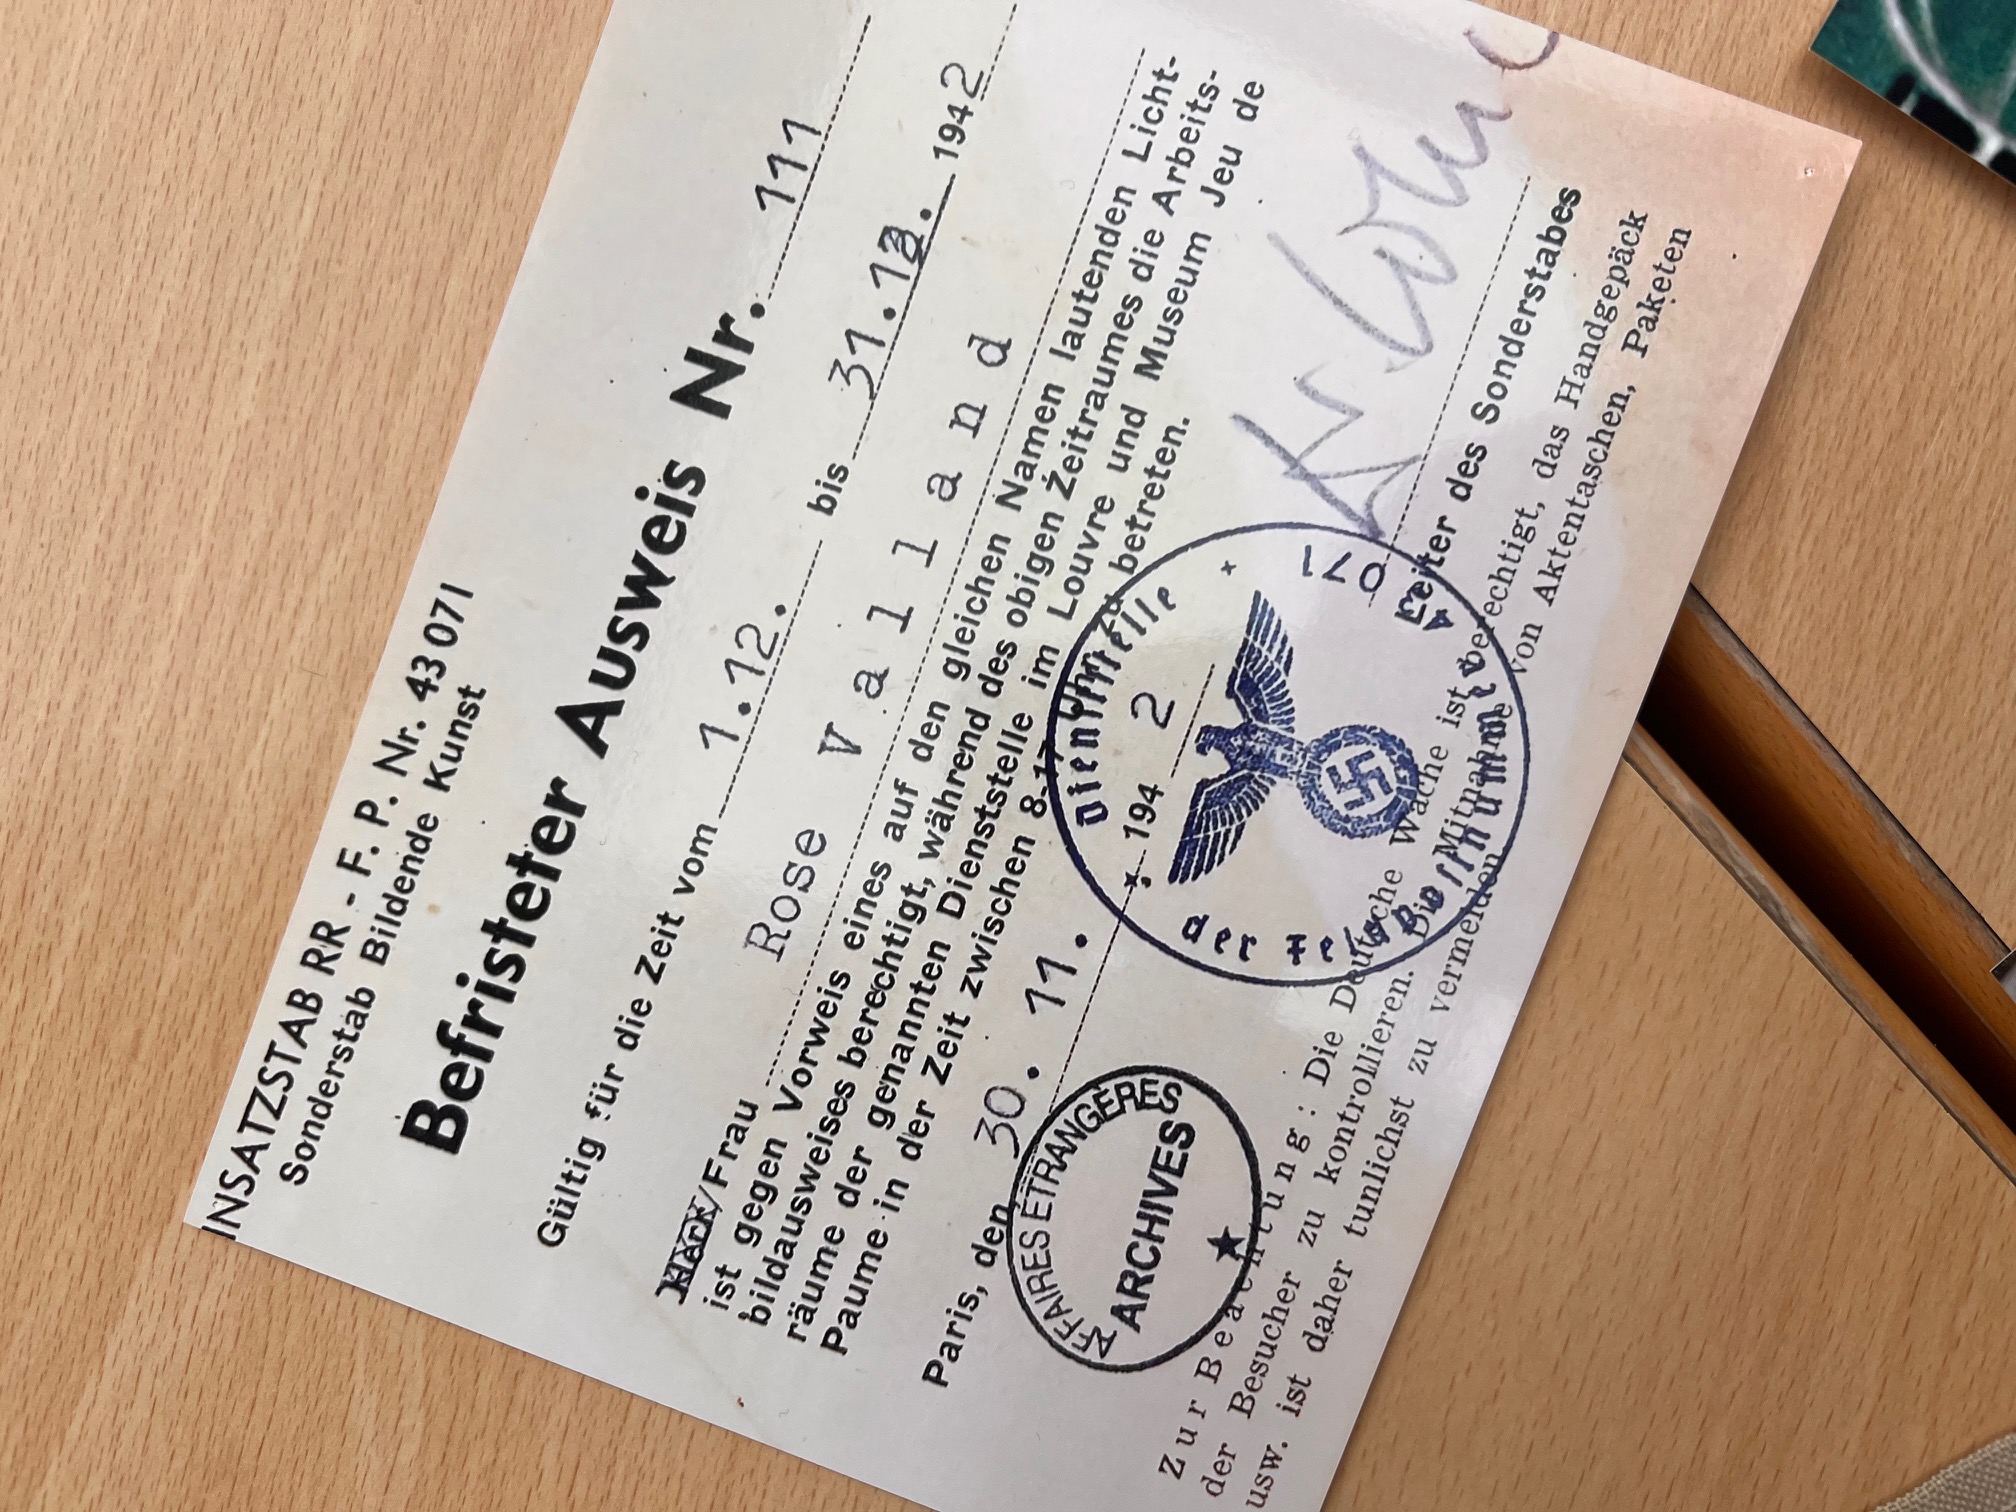 INSATZSTAB RR - F. P. Nr. 43 071
Sonderstab Bildende Kunst
Befristeter Ausweis Nr. 111
Gültig für die Zeit vom 1.12. bis 31.12. 1942
Herr/Frau Rose Valland
ist gegen Vorweis eines auf den gleichen Namen lautenden Licht-
bildausweises berechtigt, während des obigen Zeitraumes die Arbeits-
räume der genannten Dienststelle im Louvre und Museum Jeu de
Paume in der Zeit zwischen 8-1 Uhr zu betreten.
Paris, den 30. 11. 194 2
Leiter des Sonderstabes
Zur Beachtung: Die Deutsche Wache ist berechtigt, das Handgepäck
der Besucher zu kontrollieren. Die Mitnahme von Aktentaschen, Paketen
usw. ist daher tunlichst zu vermeiden.
AFFAIRES ETRANGÈRES
ARCHIVES
Dienststelle
der Feldpostnummer
43 071